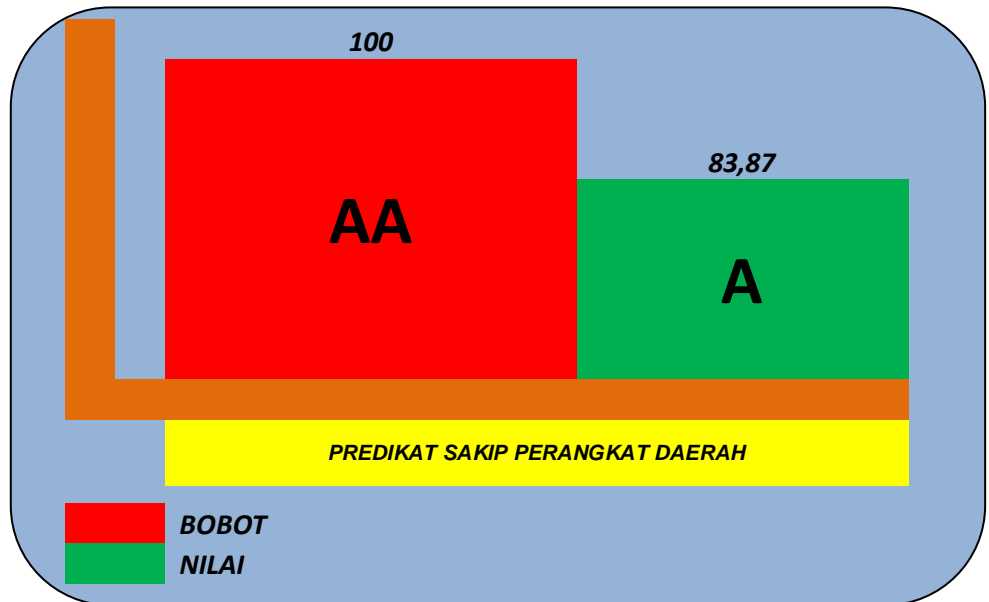 100
83,87
AA
A
PREDIKAT SAKIP PERANGKAT DAERAH
BOBOT
NILAI